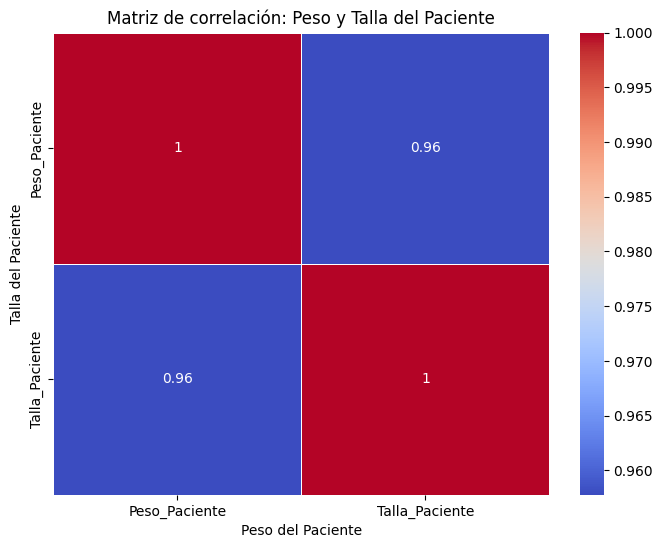 Matriz de correlación: Peso y Talla del Paciente
Talla del Paciente
Peso_Paciente
Talla_Paciente
1
0.96
0.96
1
Peso_Paciente
Talla_Paciente
Peso del Paciente
1.000
0.995
0.990
0.985
0.980
0.975
0.970
0.965
0.960